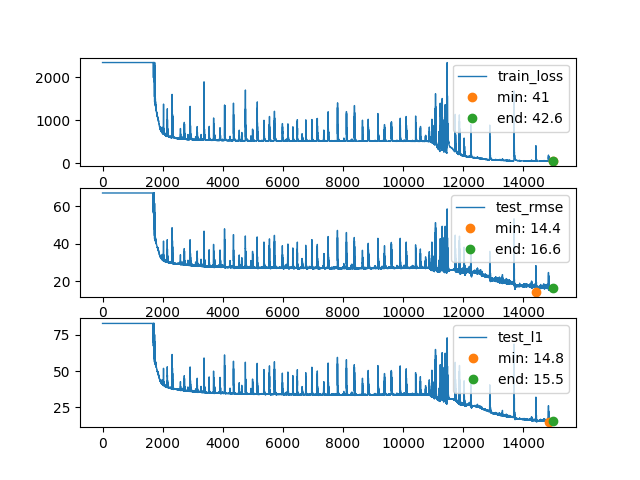 2000
1000
0
train_loss
min: 41
end: 42.6
0 2000 4000 6000 8000 10000 12000 14000
60
40
20
test_rmse
min: 14.4
end: 16.6
0 2000 4000 6000 8000 10000 12000 14000
75
50
25
test_l1
min: 14.8
end: 15.5
0 2000 4000 6000 8000 10000 12000 14000